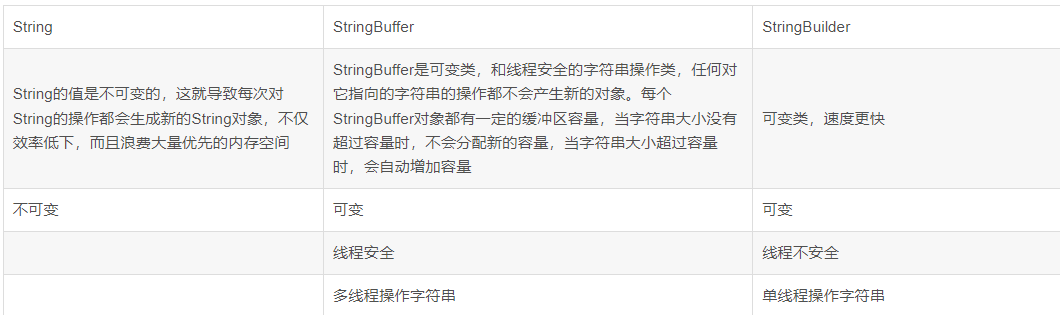 String
StringBuffer
StringBuilder
String的值是不可变的，这就导致每次对
String的操作都会生成新的String对象，不仅
效率低下，而且浪费大量优先的内存空间
StringBuffer是可变类，和线程安全的字符串操作类，任何对
它指向的字符串的操作都不会产生新的对象。每个
StringBuffer对象都有一定的缓冲区容量，当字符串大小没有
超过容量时，不会分配新的容量，当字符串大小超过容量
时，会自动增加容量
可变类，速度更快
不可变
可变
可变
线程安全
线程不安全
多线程操作字符串
单线程操作字符串